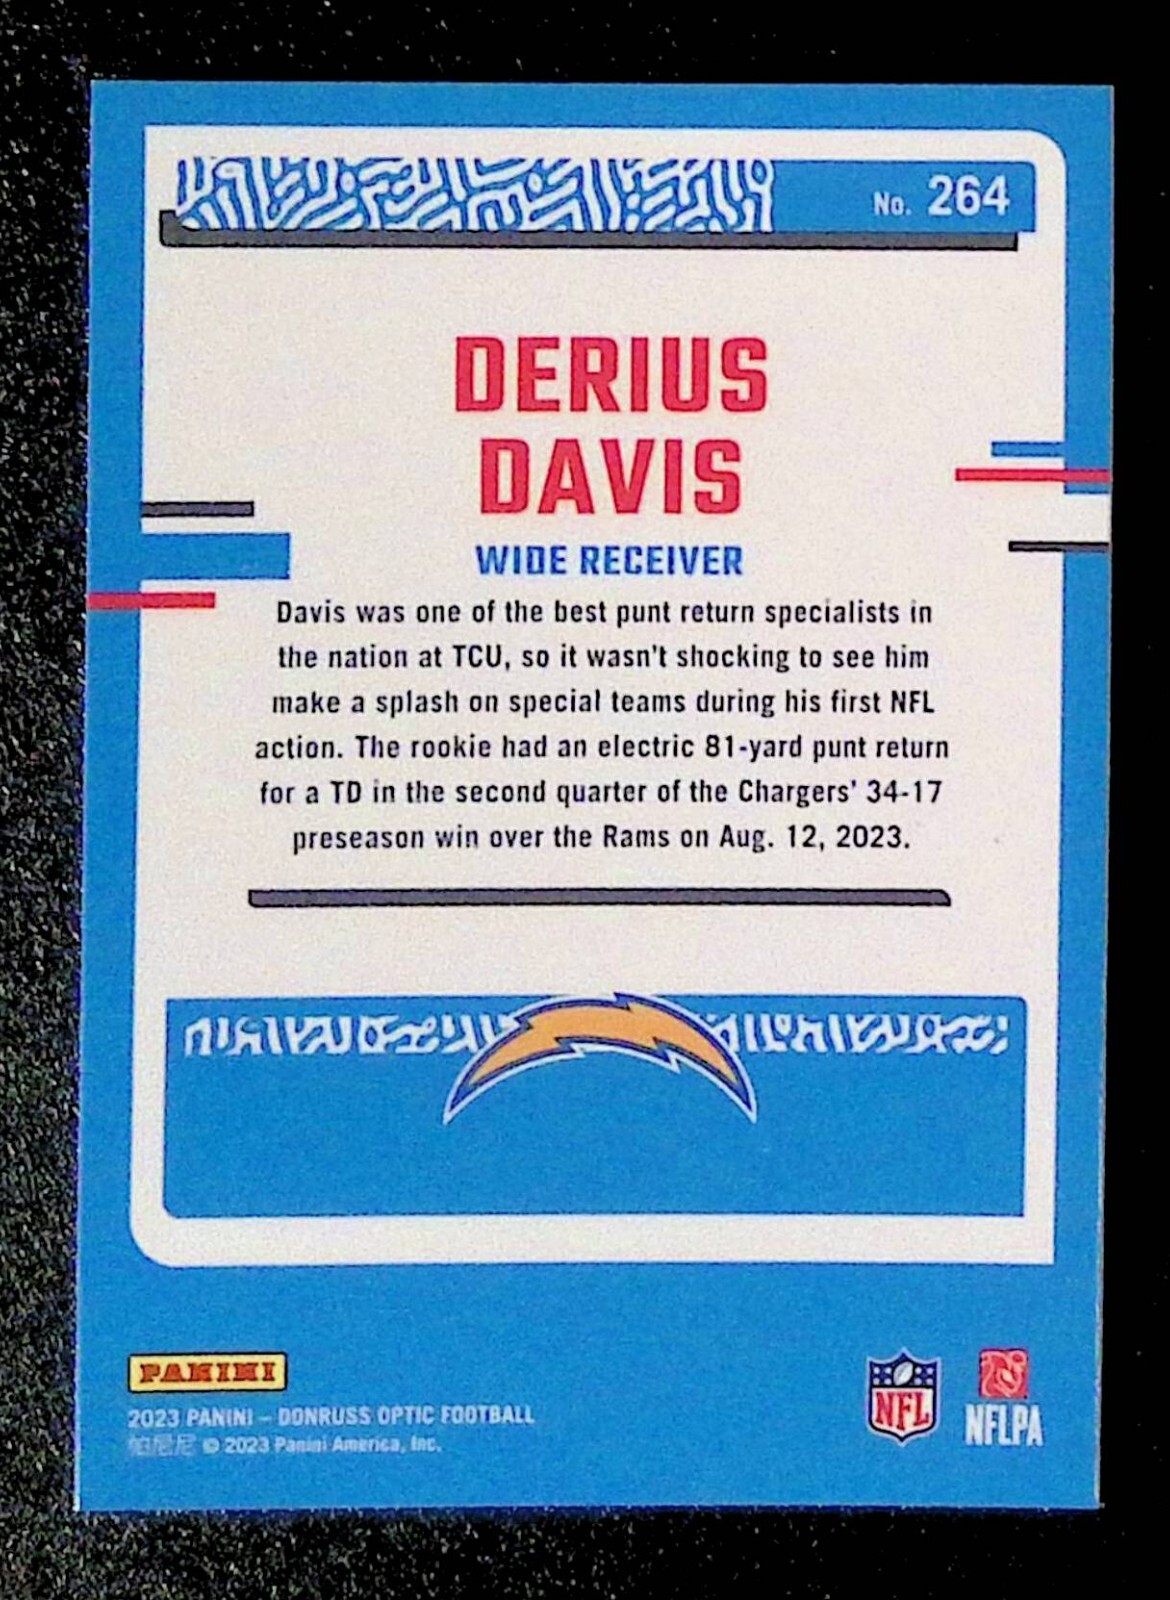 No. 264
DERIUS
DAVIS
WIDE RECEIVER
Davis was one of the best punt return specialists in
the nation at TCU, so it wasn't shocking to see him
make a splash on special teams during his first NFL
action. The rookie had an electric 81-yard punt return
for a TD in the second quarter of the Chargers' 34-17
preseason win over the Rams on Aug. 12, 2023.
PANINI
2023 PANINI – DONRUSS OPTIC FOOTBALL
帕尼尼 © 2023 Panini America, Inc.
NFL
NFLPA